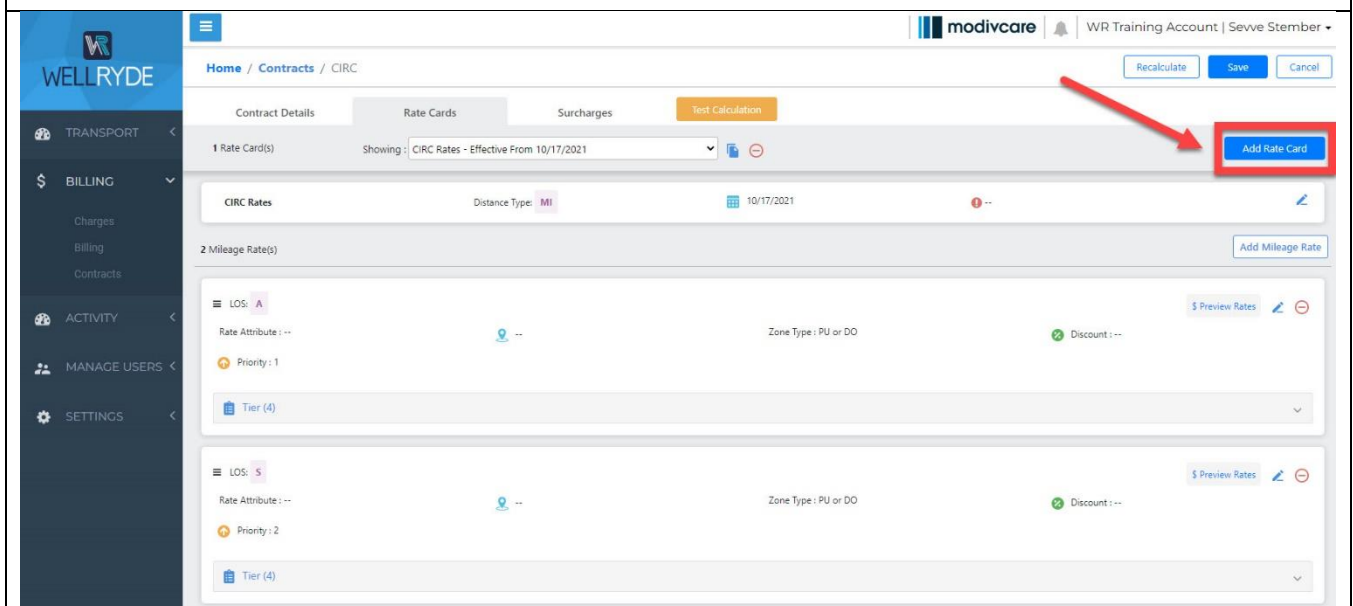 WR
WELLRYDE
modivcare
WR Training Account | Sevve Stember
Home / Contracts / CIRC
Recalculate
Save
Cancel
Contract Details
Rate Cards
Surcharges
Test Calculation
TRANSPORT
1 Rate Card(s)
Showing : CIRC Rates - Effective From 10/17/2021
Add Rate Card
BILLING
Charges
Billing
Contracts
CIRC Rates
Distance Type: MI
10/17/2021
--
2 Mileage Rate(s)
Add Mileage Rate
ACTIVITY
MANAGE USERS
SETTINGS
LOS: A
$ Preview Rates
Rate Attribute : --
--
Zone Type : PU or DO
Discount : --
Priority : 1
Tier (4)
LOS: S
$ Preview Rates
Rate Attribute : --
--
Zone Type : PU or DO
Discount : --
Priority : 2
Tier (4)